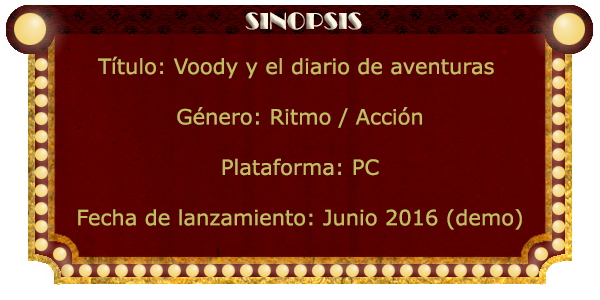 SINOPSIS
Título: Voody y el diario de aventuras
Género: Ritmo / Acción
Plataforma: PC
Fecha de lanzamiento: Junio 2016 (demo)